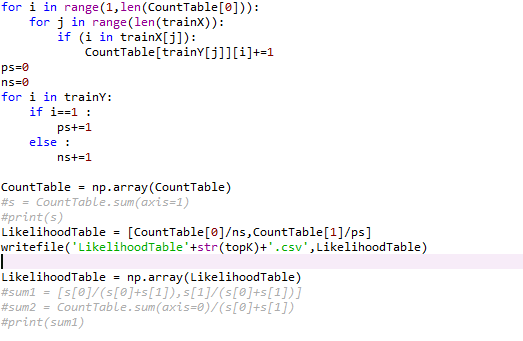 for i in range(1,len(CountTable[0])):
    for j in range(len(trainX)):
        if (i in trainX[j]):
            CountTable[trainY[j]][i]+=1
ps=0
ns=0
for i in trainY:
    if i==1 :
        ps+=1
    else :
        ns+=1

CountTable = np.array(CountTable)
#s = CountTable.sum(axis=1)
#print(s)
LikelihoodTable = [CountTable[0]/ns,CountTable[1]/ps]
writefile('LikelihoodTable'+str(topK)+'.csv',LikelihoodTable)

LikelihoodTable = np.array(LikelihoodTable)
#sum1 = [s[0]/(s[0]+s[1]),s[1]/(s[0]+s[1])]
#sum2 = CountTable.sum(axis=0)/(s[0]+s[1])
#print(sum1)